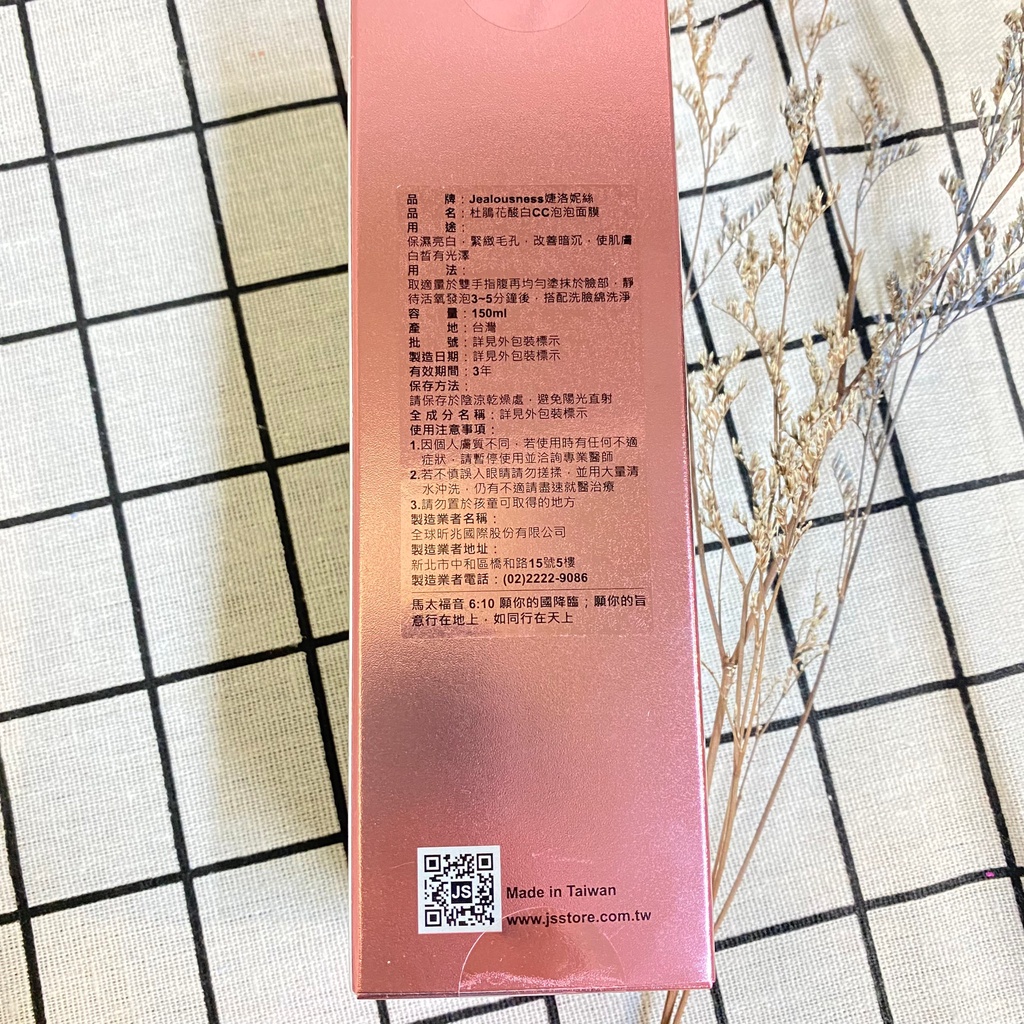 品 牌：Jealousness婕洛妮絲
品 名：杜鵑花酸白CC泡泡面膜
用 途：
保濕亮白，緊緻毛孔，改善暗沉，使肌膚
白皙有光澤
用 法：
取適量於雙手指腹再均勻塗抹於臉部，靜
待活氧發泡3~5分鐘後，搭配洗臉綿洗淨
容 量：150ml
產 地：台灣
批 號：詳見外包裝標示
製造日期：詳見外包裝標示
有效期間：3年
保存方法：
請保存於陰涼乾燥處，避免陽光直射
全成分名稱：詳見外包裝標示
使用注意事項：
1.因個人膚質不同，若使用時有任何不適
症狀，請暫停使用並洽詢專業醫師
2.若不慎誤入眼睛請勿搓揉，並用大量清
水沖洗，仍有不適請盡速就醫治療
3.請勿置於孩童可取得的地方
製造業者名稱：
全球昕兆國際股份有限公司
製造業者地址：
新北市中和區橋和路15號5樓
製造業者電話：(02)2222-9086
馬太福音 6:10 願你的國降臨；願你的旨
意行在地上，如同行在天上
JS
Made in Taiwan
www.jsstore.com.tw